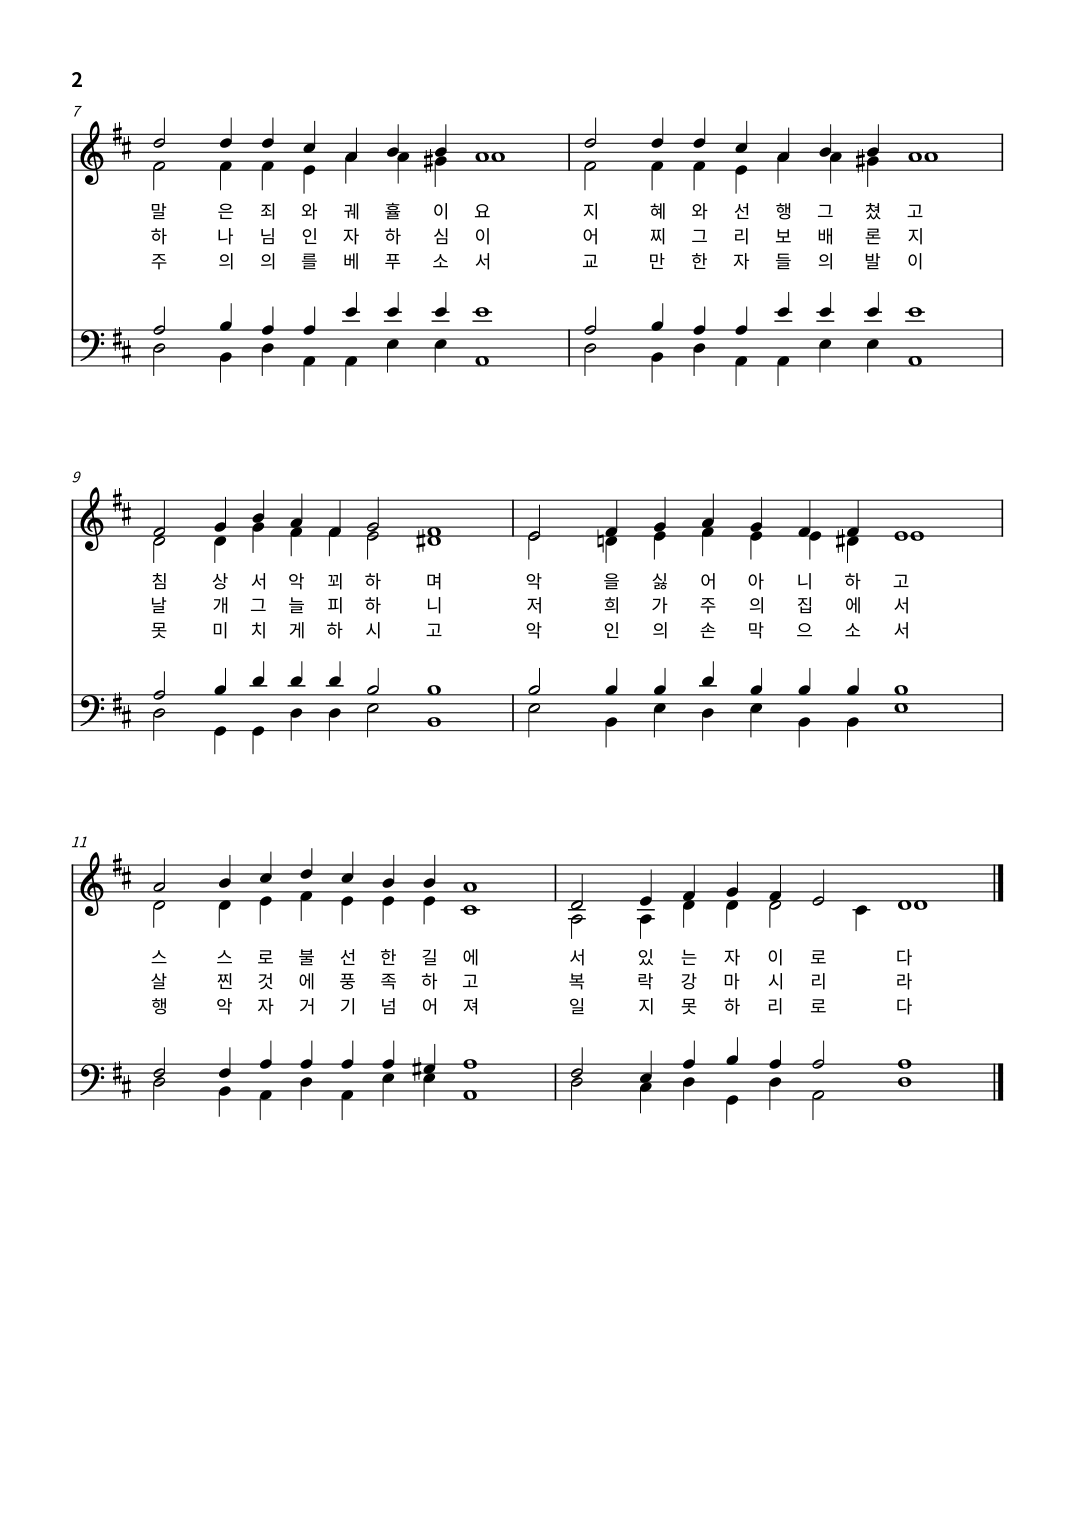 2
7
말 은 죄 와 궤 휼 이 요 지 혜 와 선 행 그 쳤 고
하 나 님 인 자 하 심 이 어 찌 그 리 보 배 론 지
주 의 의 를 베 푸 소 서 교 만 한 자 들 의 발 이
9
침 상 서 악 꾀 하 며 악 을 싫 어 아 니 하 고
날 개 그 늘 피 하 니 저 희 가 주 의 집 에 서
못 미 치 게 하 시 고 악 인 의 손 막 으 소 서
11
스 스 로 불 선 한 길 에 서 있 는 자 이 로 다
살 찐 것 에 풍 족 하 고 복 락 강 마 시 리 라
행 악 자 거 기 넘 어 져 일 지 못 하 리 로 다